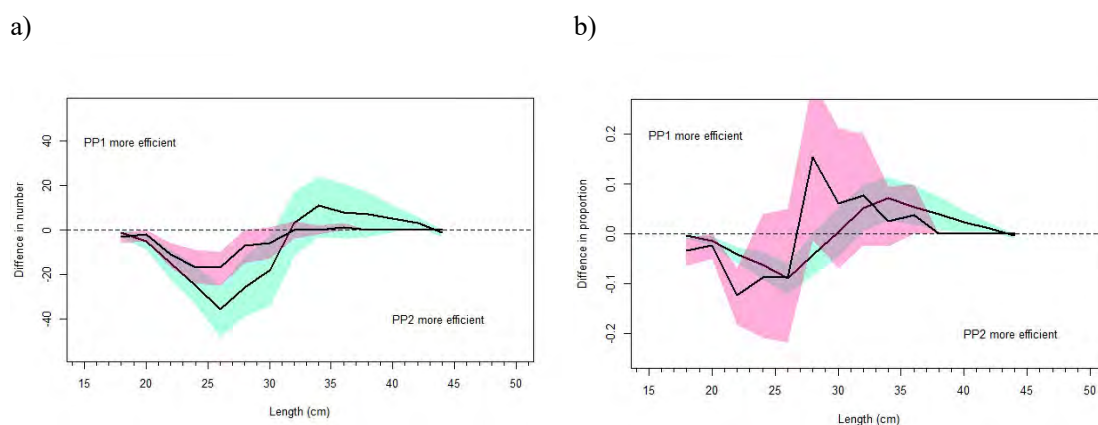 a)
b)
PP1 more efficient
PP2 more efficient
Difference in number
40
20
0
20
40
15 20 25 30 35 40 45 50
Length (cm)
PP1 more efficient
PP2 more efficient
Diffence in proportion
0.2
0.1
0.0
-0.1
-0.2
15 20 25 30 35 40 45 50
Length (cm)